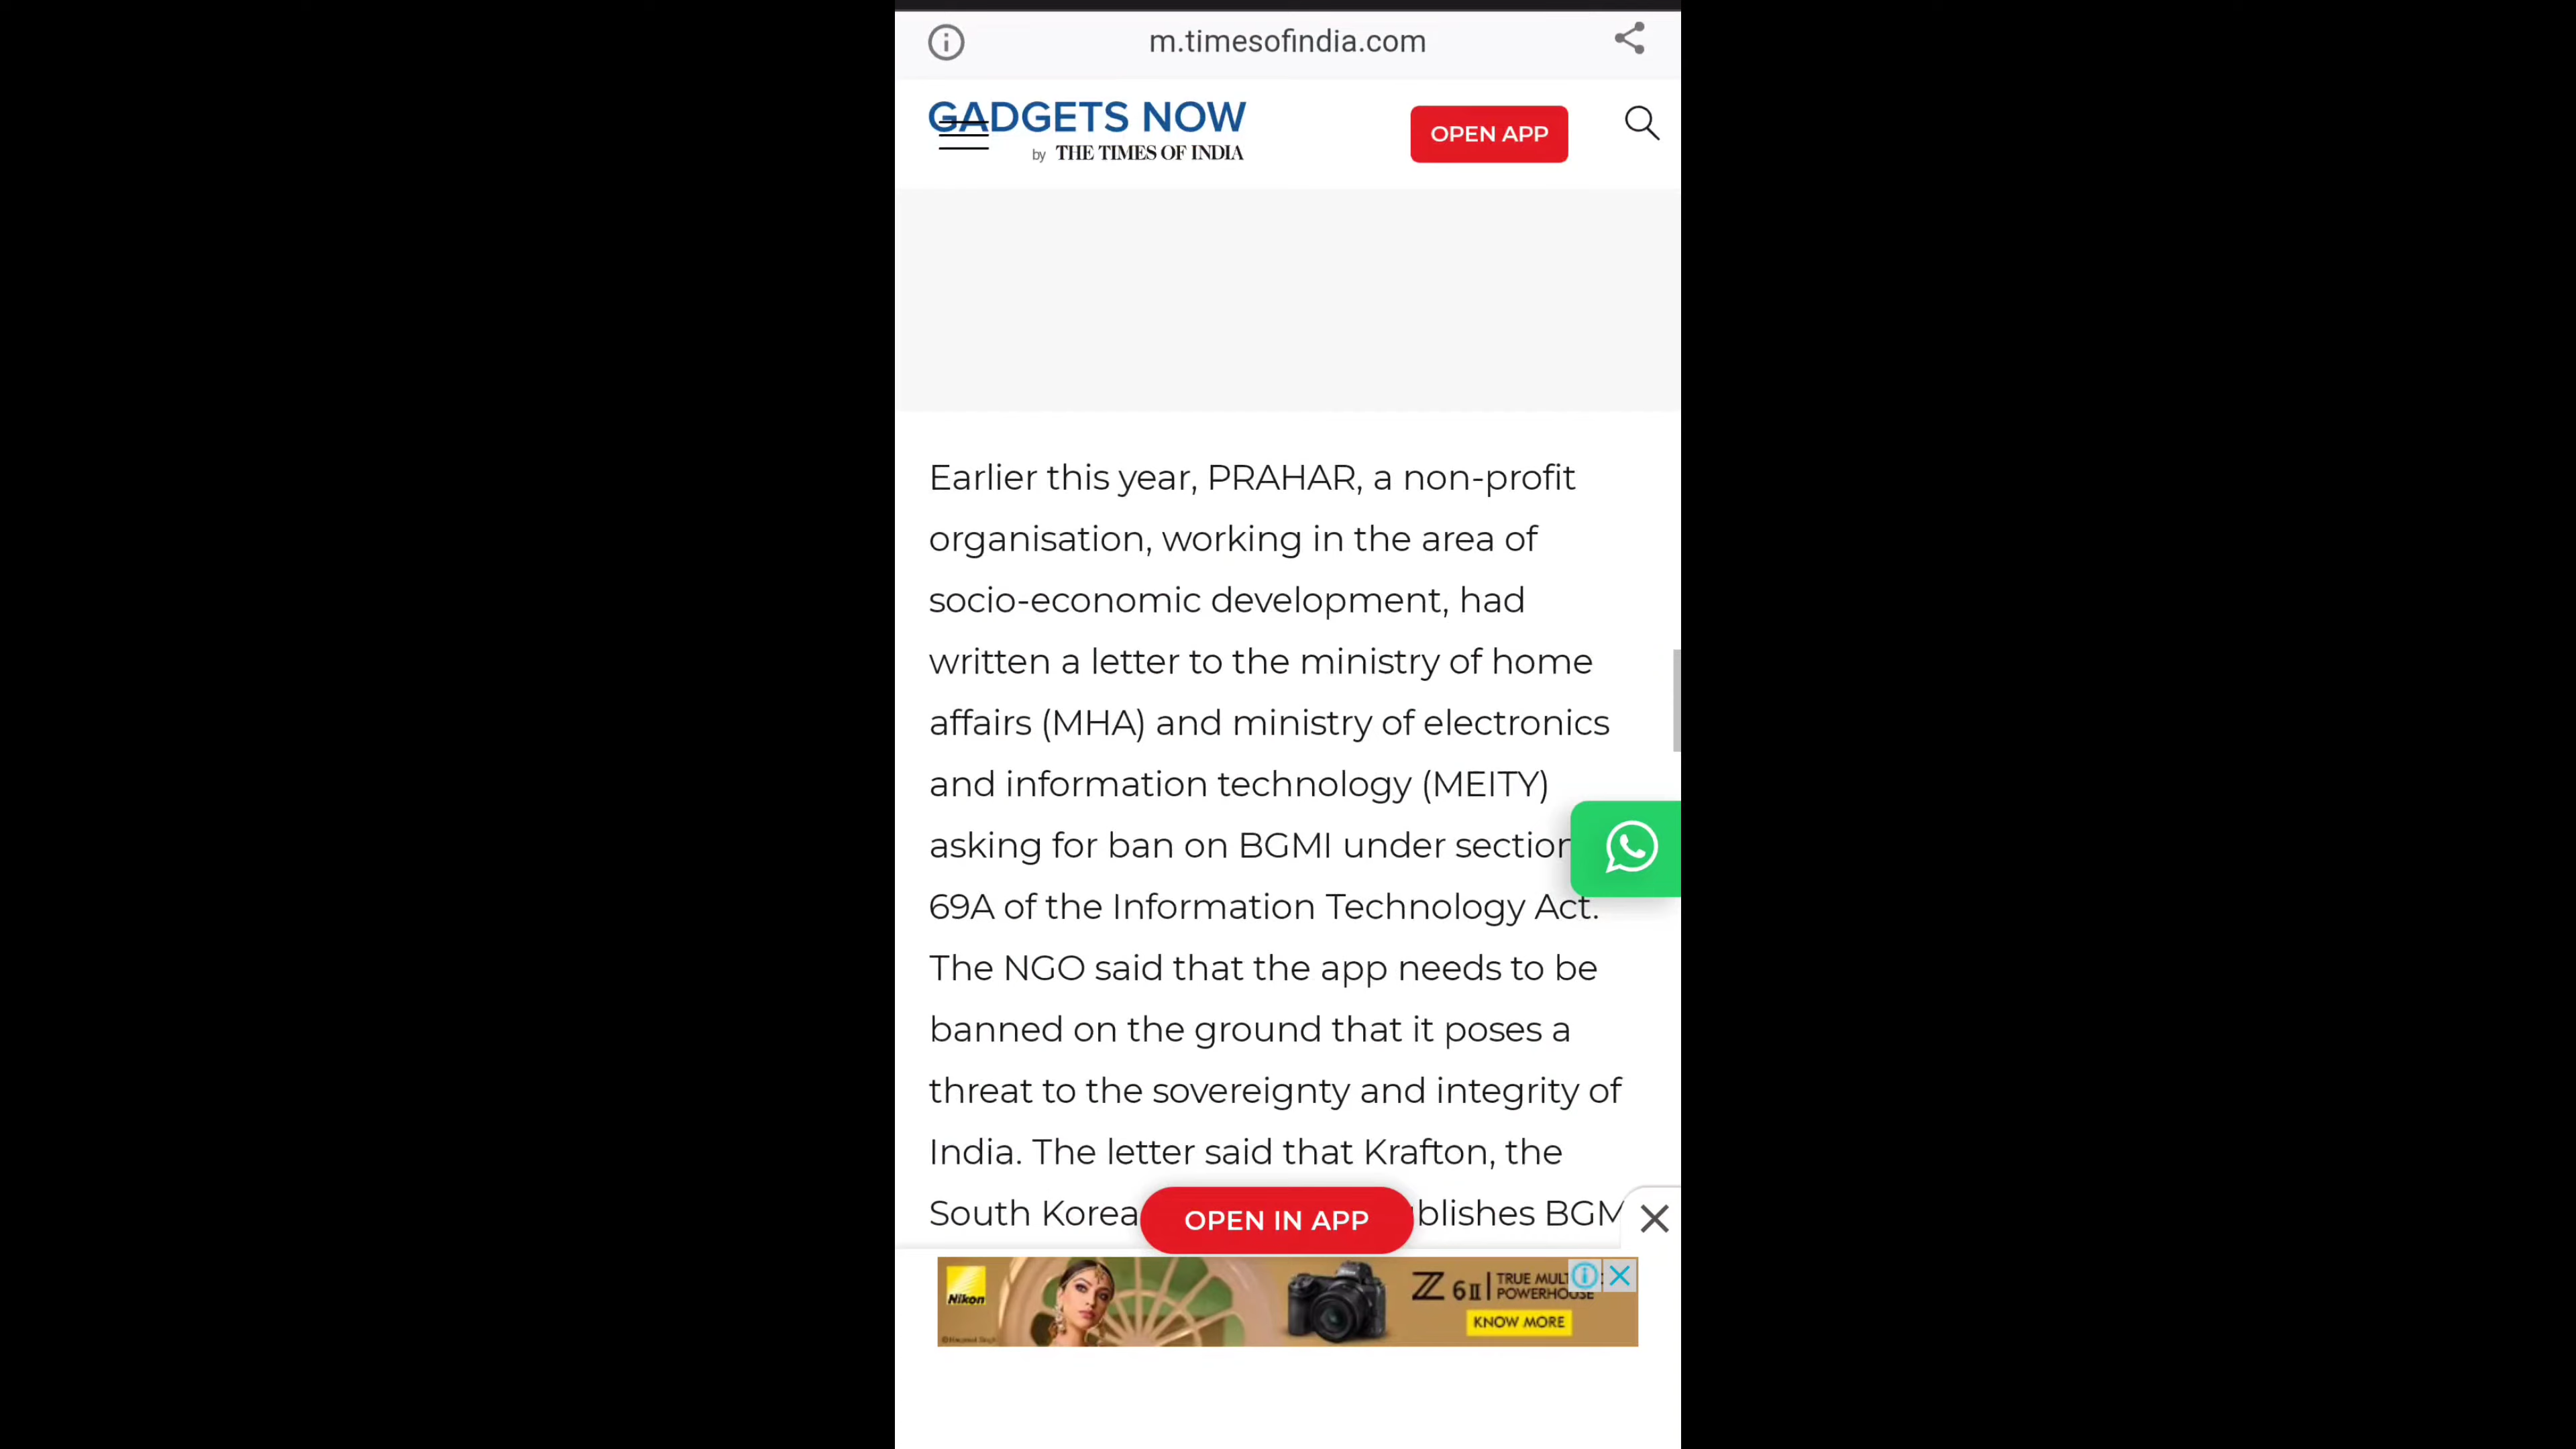 m.timesofindia.com
GADGETS NOW
by THE TIMES OF INDIA
OPEN APP
Earlier this year, PRAHAR, a non-profit
organisation, working in the area of
socio-economic development, had
written a letter to the ministry of home
affairs (MHA) and ministry of electronics
and information technology (MEITY)
asking for ban on BGMI under section
69A of the Information Technology Act.
The NGO said that the app needs to be
banned on the ground that it poses a
threat to the sovereignty and integrity of
India. The letter said that Krafton, the
South Korea blishes BGM
OPEN IN APP
Nikon
Z 6II TRUE MUL
POWERHOUSE
KNOW MORE